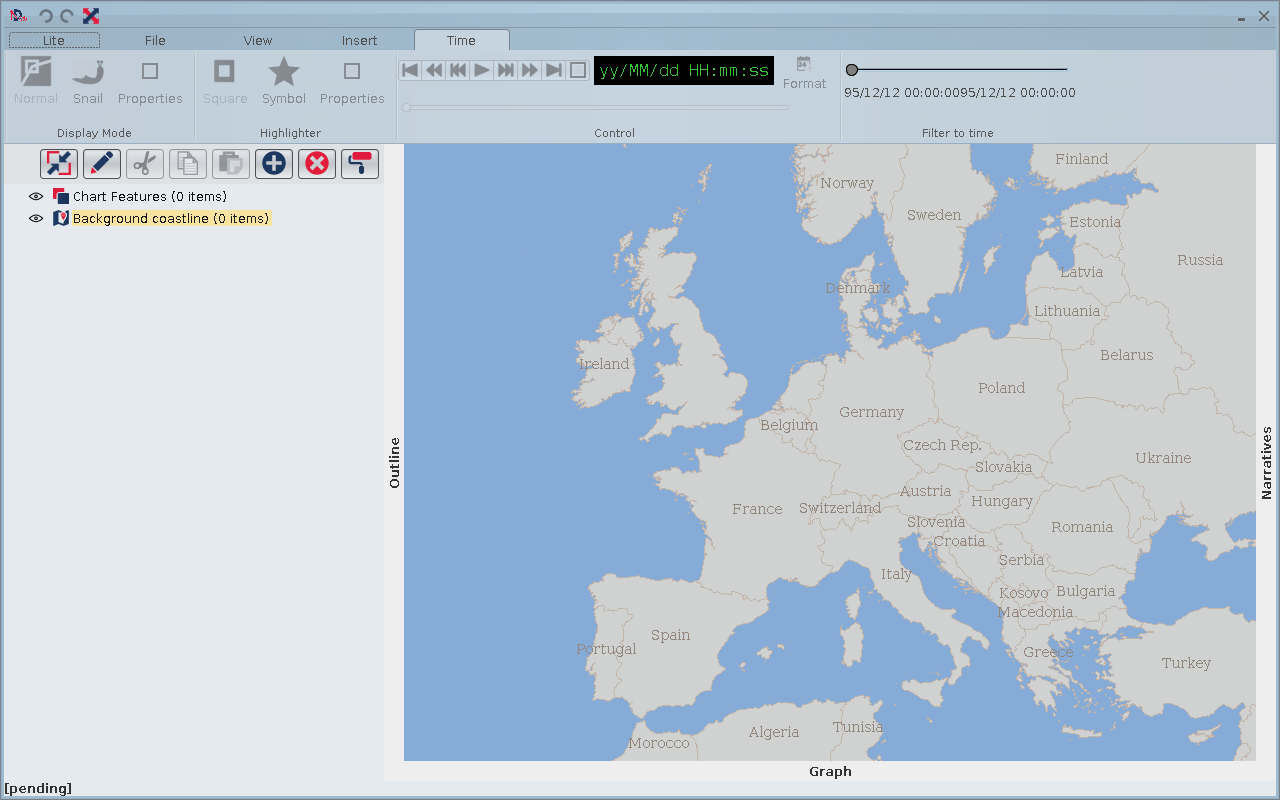 Lite File View Insert Time
Normal Snail Properties Square Symbol Properties yy/MM/dd HH:mm:ss Format 95/12/12 00:00:00 95/12/12 00:00:00
Display Mode Highlighter Control Filter to time
Chart Features (0 items)
Background coastline (0 items)
Outline
Norway
Finland
Sweden
Estonia
Russia
Latvia
Denmark
Lithuania
Belarus
Ireland
Poland
Germany
Belgium
Czech Rep.
Ukraine
Slovakia
Austria
Hungary
France
Switzerland
Slovenia
Romania
Croatia
Serbia
Italy
Kosovo
Bulgaria
Macedonia
Spain
Portugal
Greece
Turkey
Algeria
Tunisia
Morocco
Narratives
Graph
[pending]